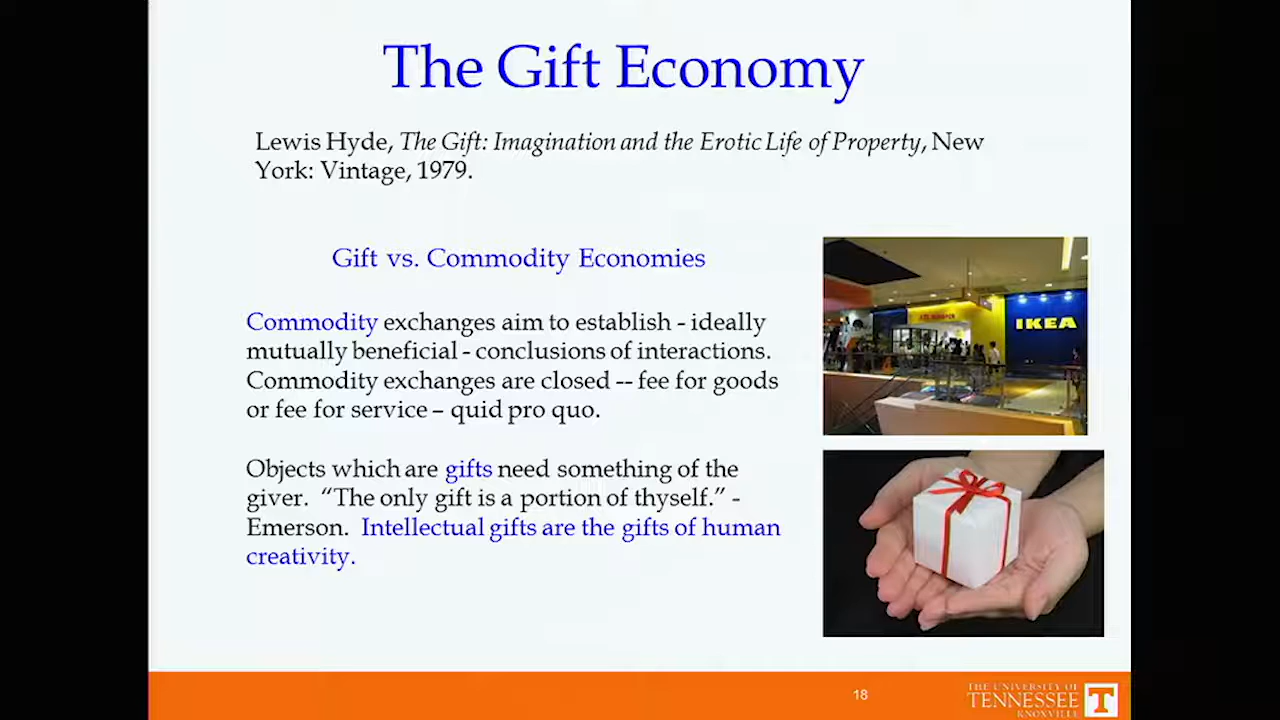 The Gift Economy
Lewis Hyde, The Gift: Imagination and the Erotic Life of Property, New
York: Vintage, 1979.
Gift vs. Commodity Economies
Commodity exchanges aim to establish - ideally
mutually beneficial - conclusions of interactions.
Commodity exchanges are closed -- fee for goods
or fee for service – quid pro quo.
IKEA
Objects which are gifts need something of the
giver. “The only gift is a portion of thyself.” -
Emerson. Intellectual gifts are the gifts of human
creativity.
18
THE UNIVERSITY OF
TENNESSEE
KNOXVILLE
T